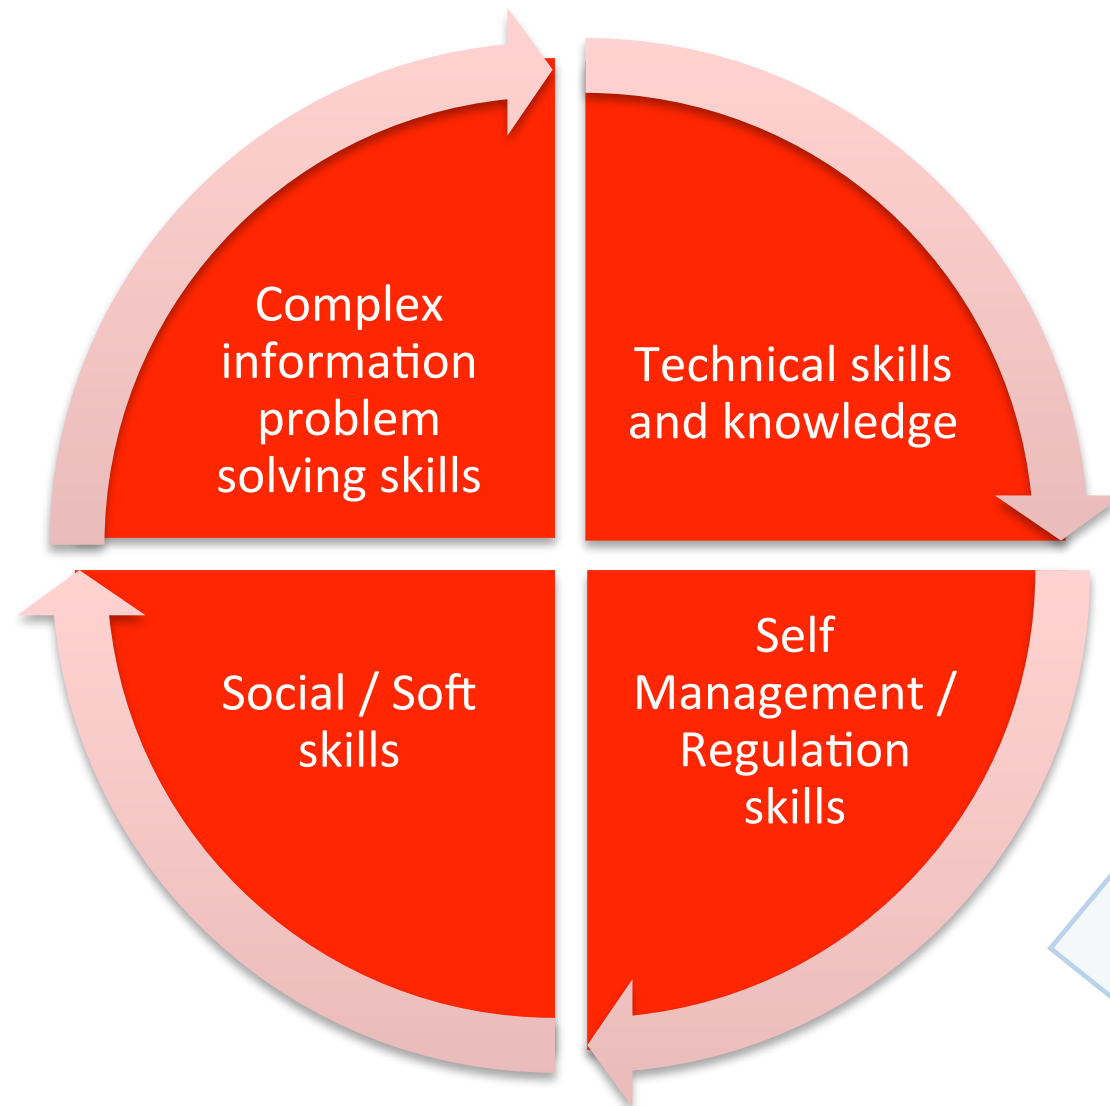 Complex
information
problem
solving skills
Technical skills
and knowledge
Social / Soft
skills
Self
Management /
Regulation
skills